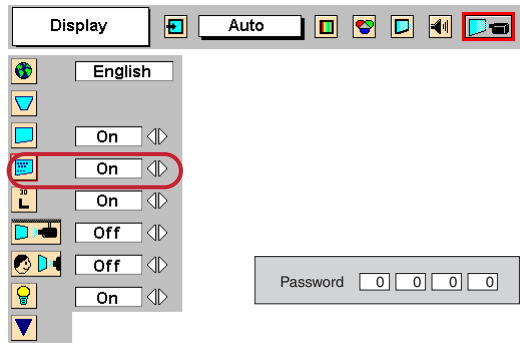 Display Auto
English
On
On
30 L On
Off
Off
On
Password 0 0 0 0